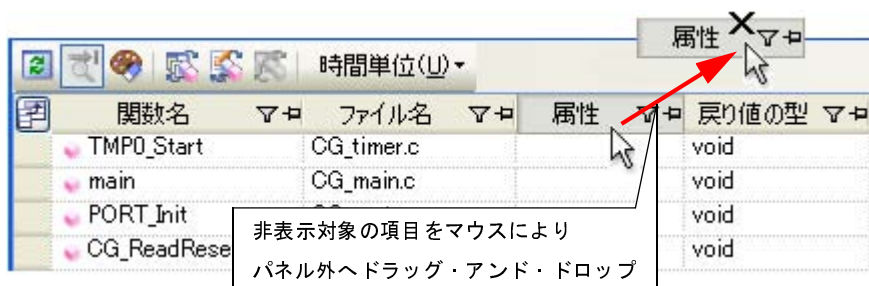 属性
時間単位(U)
関数名 ファイル名 属性 戻り値の型
TMP0_Start CG_timer.c void
main CG_main.c void
PORT_Init void
CG_ReadRese void
非表示対象の項目をマウスにより
パネル外へドラッグ・アンド・ドロップ